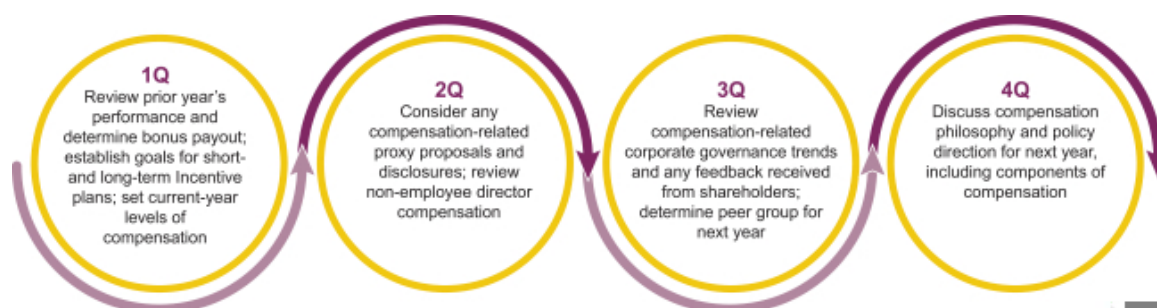 1Q
Review prior year's
performance and
determine bonus payout;
establish goals for short-
and long-term Incentive
plans; set current-year
levels of
compensation
2Q
Consider any
compensation-related
proxy proposals and
disclosures; review
non-employee director
compensation
3Q
Review
compensation-related
corporate governance trends
and any feedback received
from shareholders;
determine peer group for
next year
4Q
Discuss compensation
philosophy and policy
direction for next year,
including components of
compensation